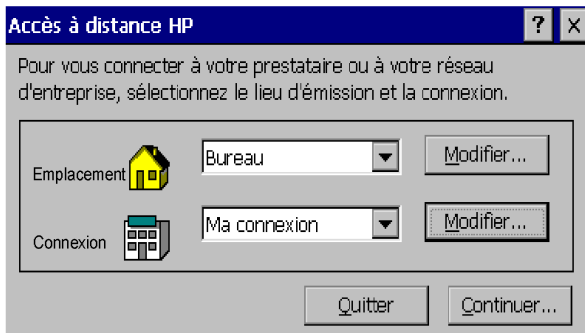 Accès à distance HP ? X
Pour vous connecter à votre prestataire ou à votre réseau
d'entreprise, sélectionnez le lieu d'émission et la connexion.
Emplacement Bureau Modifier...
Connexion Ma connexion Modifier...
Quitter Continuer...